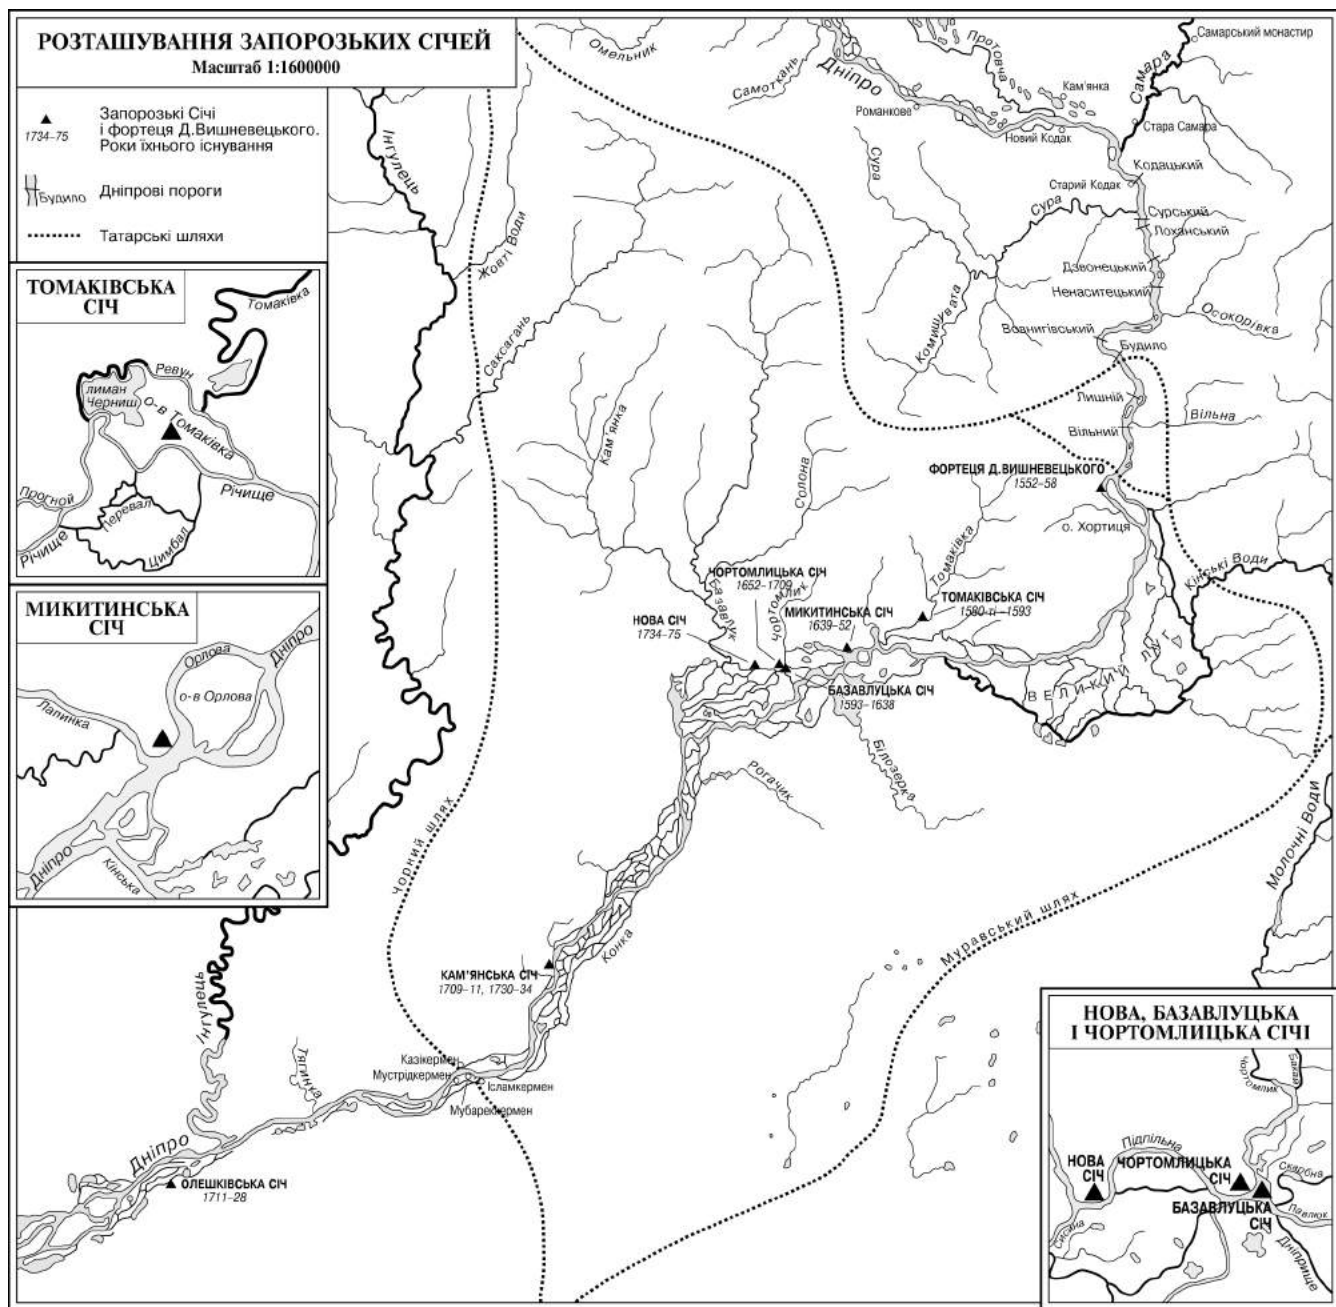 РОЗТАШУВАННЯ ЗАПОРОЗЬКИХ СІЧЕЙ
Масштаб 1:1600000
1734-75
Запорозькі Січі
і фортеця Д.Вишневецького.
Роки їхнього існування
Будило
Дніпрові пороги
Татарські шляхи
ТОМАКІВСЬКА
СІЧ
Томаківка
Ревун
лиман
Черниш
о-в Томаківка
Прогной
Річище
Річище
Перевал
Цимбал
МИКИТИНСЬКА
СІЧ
Орлова
Дніпро
о-в Орлова
Лапинка
Дніпро
Кінська
Омельник
Самоткань
Дніпро
Протовча
Самара
Самарський монастир
Кам'янка
Романкове
Новий Кодак
Стара Самара
Інгулець
Сура
Кодацький
Старий Кодак
Сура
Сурський
Лоханський
Жовті Води
Дзвонецький
Ненаситецький
Осокорівка
Вовнигівський
Будило
Комишувата
Саксагань
Лишній
Вільна
Вільний
Кам'янка
Солона
ФОРТЕЦЯ Д.ВИШНЕВЕЦЬКОГО
1552-58
о. Хортиця
Томаківка
Кінські Води
ЧОРТОМЛИЦЬКА СІЧ
1652-1709
Базавлук
Чортомлик
МИКИТИНСЬКА СІЧ
1639-52
ТОМАКІВСЬКА СІЧ
1580-ті -1593
НОВА СІЧ
1734-75
БАЗАВЛУЦЬКА СІЧ
1593-1638
ВЕЛИКИЙ ЛУГ
Білозерка
Рогачик
Чорний шлях
Молочні Води
Муравський шлях
Конка
КАМ'ЯНСЬКА СІЧ
1709-11, 1730-34
Інгулець
Тягинка
Казікермен
Мустрідкермен
Ісламкермен
Мубареккермен
Дніпро
ОЛЕШКІВСЬКА СІЧ
1711-28
НОВА, БАЗАВЛУЦЬКА
І ЧОРТОМЛИЦЬКА СІЧІ
Чортомлик
Бакай
Підпільна
НОВА
СІЧ
ЧОРТОМЛИЦЬКА
СІЧ
Скарбна
Павлюк
БАЗАВЛУЦЬКА
СІЧ
Сисина
Дніприще